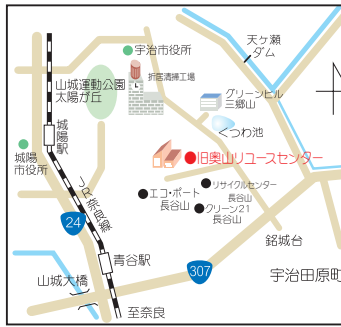 宇治市役所
天ヶ瀬
ダム
折居清掃工場
山城運動公園
太陽が丘
グリーンヒル
三郷山
くつわ池
城陽駅
城陽
市役所
旧奥山リユースセンター
エコ・ポート
長谷山
リサイクルセンター
長谷山
クリーン21
長谷山
JR奈良線
24
銘城台
青谷駅
307
宇治田原町
山城大橋
至奈良